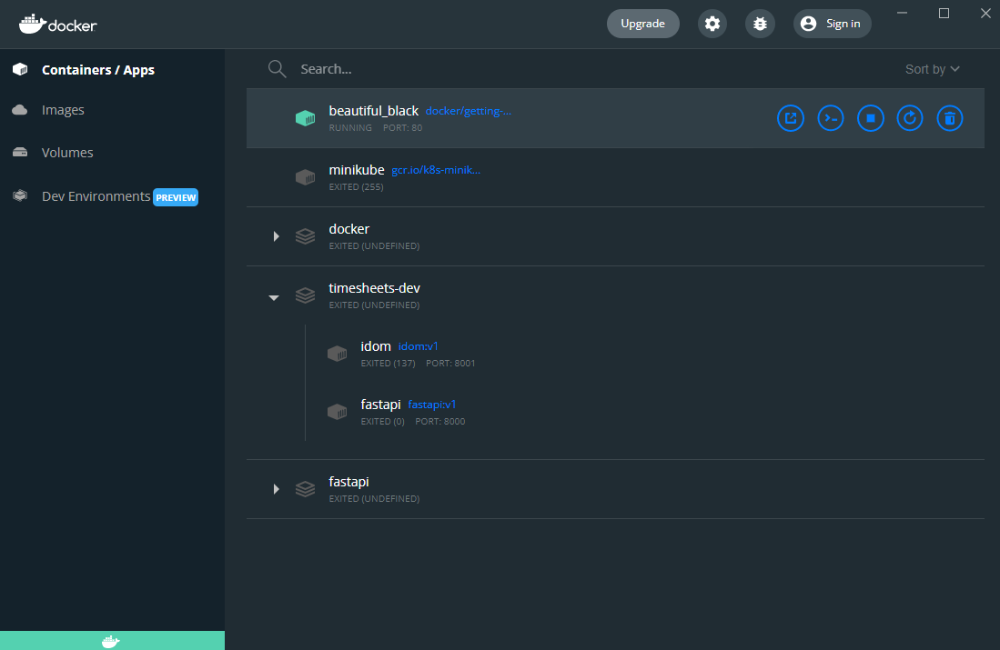 docker
Upgrade
Sign in
Containers / Apps
Images
Volumes
Dev Environments PREVIEW
Search...
Sort by
beautiful_black docker/getting-...
RUNNING PORT: 80
minikube gcr.io/k8s-minik...
EXITED (255)
docker
EXITED (UNDEFINED)
timesheets-dev
EXITED (UNDEFINED)
idom idom:v1
EXITED (137) PORT: 8001
fastapi fastapi:v1
EXITED (0) PORT: 8000
fastapi
EXITED (UNDEFINED)